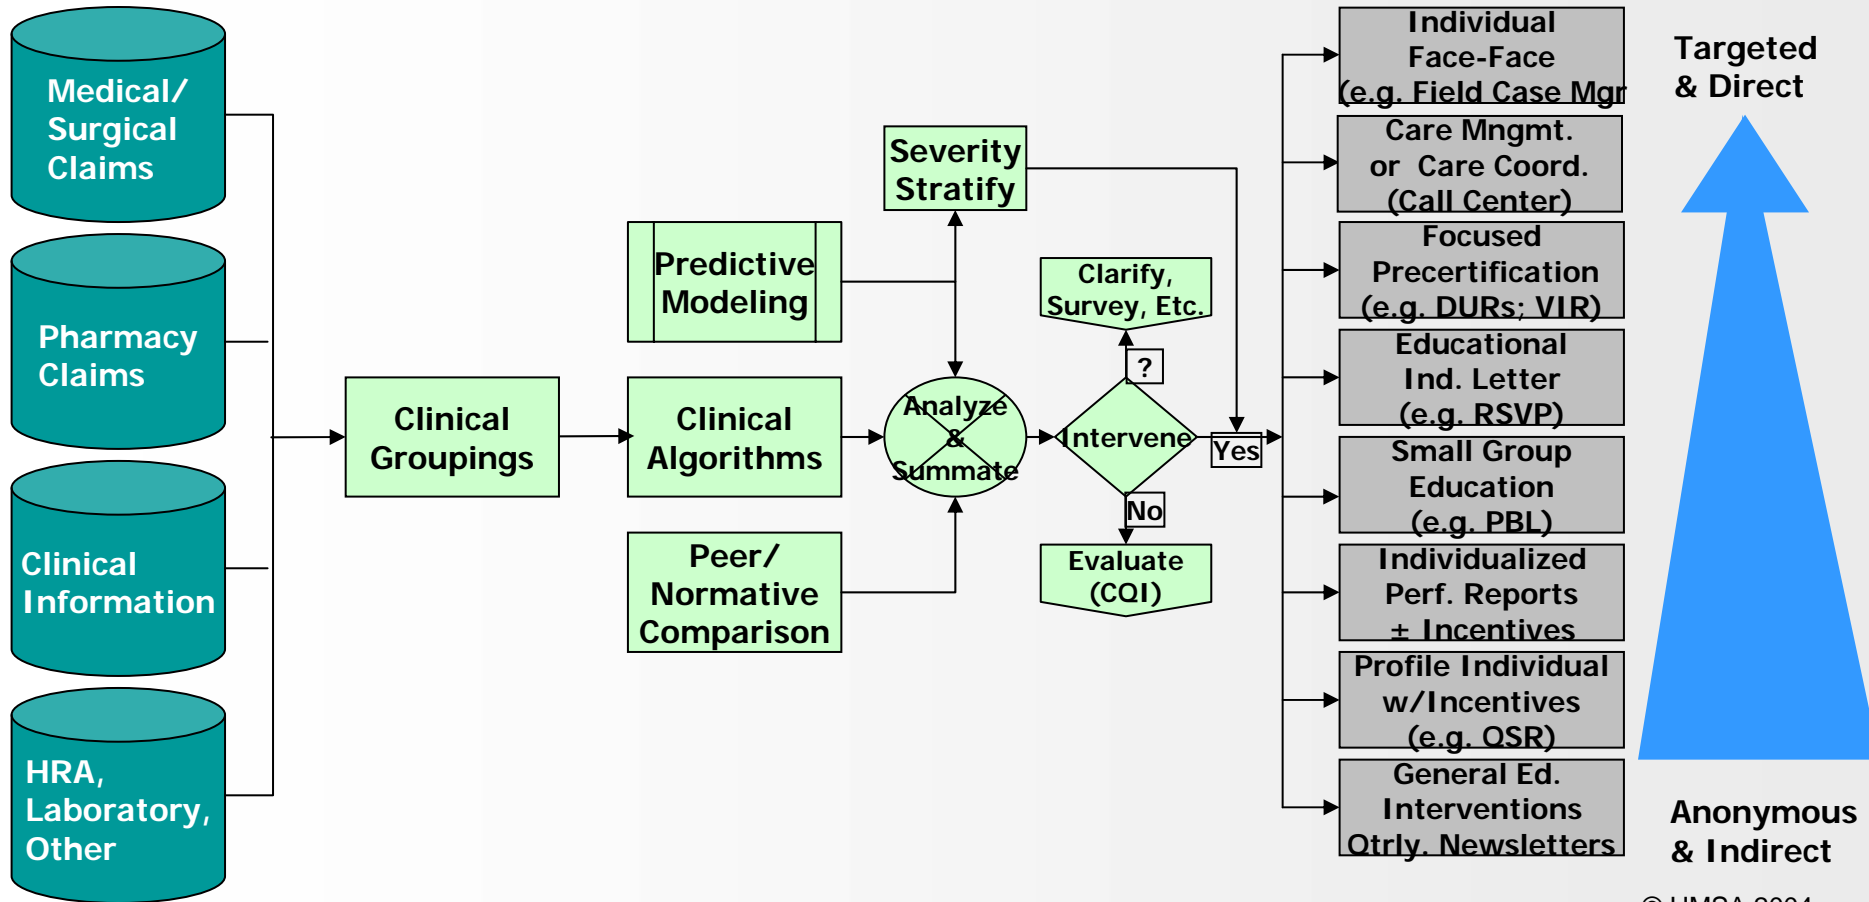 Medical/
Surgical
Claims
Pharmacy
Claims
Clinical
Information
HRA,
Laboratory,
Other
Clinical
Groupings
Predictive
Modeling
Clinical
Algorithms
Peer/
Normative
Comparison
Severity
Stratify
Analyze
&
Summate
Clarify,
Survey, Etc.
?
Intervene
Yes
No
Evaluate
(CQI)
Individual
Face-Face
(e.g. Field Case Mgr
Care Mngmt.
or Care Coord.
(Call Center)
Focused
Precertification
(e.g. DURs; VIR)
Educational
Ind. Letter
(e.g. RSVP)
Small Group
Education
(e.g. PBL)
Individualized
Perf. Reports
± Incentives
Profile Individual
w/Incentives
(e.g. QSR)
General Ed.
Interventions
Qtrly. Newsletters
Targeted
& Direct
Anonymous
& Indirect